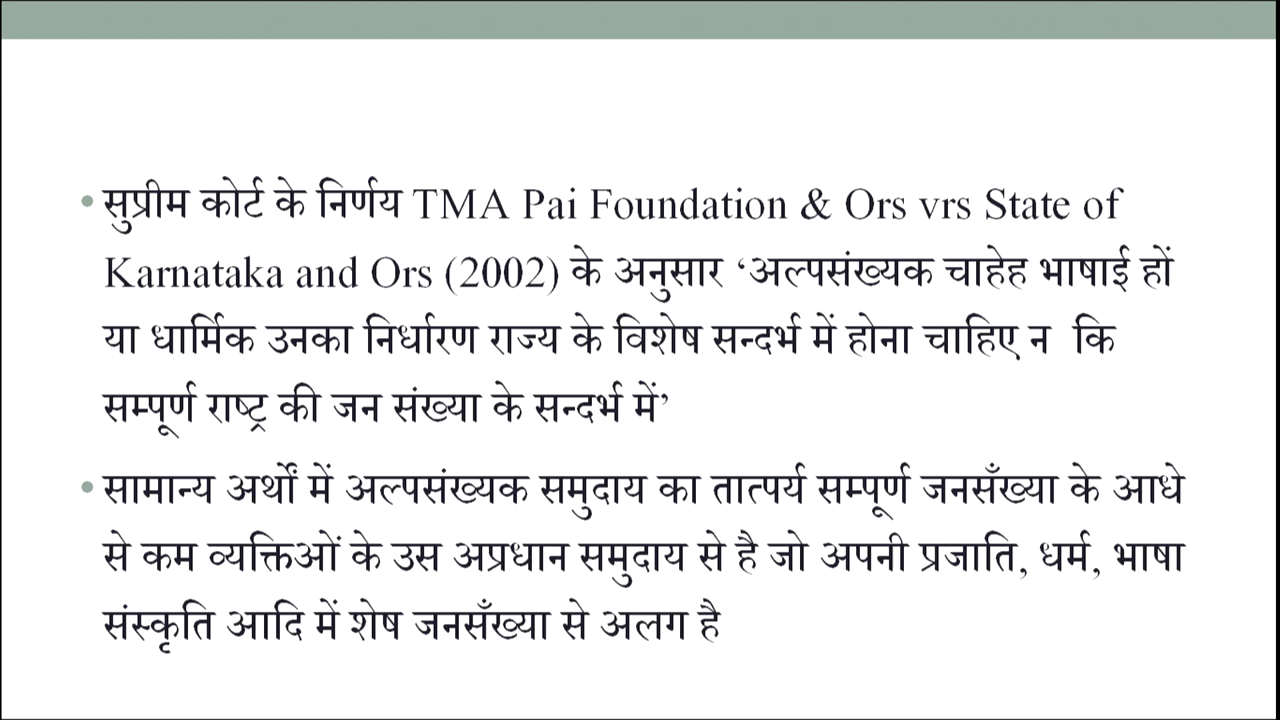 • सुप्रीम कोर्ट के निर्णय TMA Pai Foundation & Ors vrs State of
Karnataka and Ors (2002) के अनुसार ‘अल्पसंख्यक चाहेह भाषाई हों
या धार्मिक उनका निर्धारण राज्य के विशेष सन्दर्भ में होना चाहिए न  कि
सम्पूर्ण राष्ट्र की जन संख्या के सन्दर्भ में’
• सामान्य अर्थों में अल्पसंख्यक समुदाय का तात्पर्य सम्पूर्ण जनसँख्या के आधे
से कम व्यक्तिओं के उस अप्रधान समुदाय से है जो अपनी प्रजाति, धर्म, भाषा
संस्कृति आदि में शेष जनसँख्या से अलग है